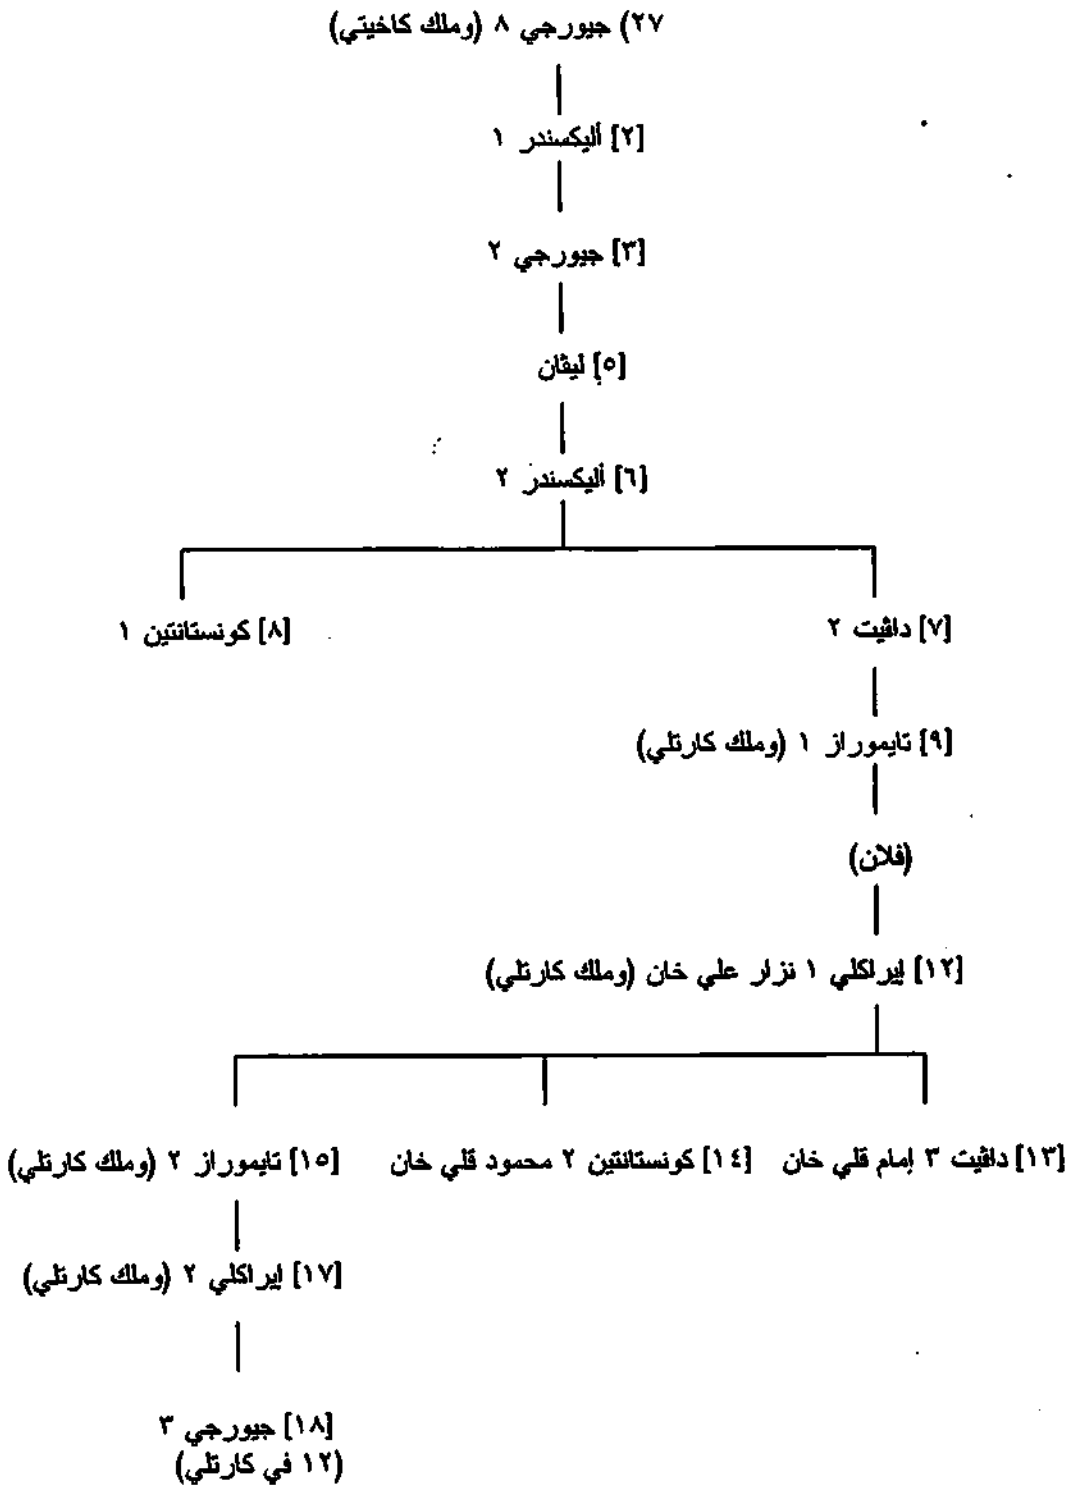 ٢٧) جيورجي ٨ (وملك كاخيتي)
[٢] أليكسندر ١
[٣] جيورجي ٢
[٥] ليڤان
[٦] أليكسندر ٢
[٧] داڤيت ٢
[٨] كونستانتين ١
[٩] تايموراز ١ (وملك كارتلي)
(فلان)
[١٢] إيراكلي ١ نزار علي خان (وملك كارتلي)
[١٣] داڤيت ٣ إمام قلي خان [١٤] كونستانتين ٢ محمود قلي خان [١٥] تايموراز ٢ (وملك كارتلي)
[١٧] إيراكلي ٢ (وملك كارتلي)
[١٨] جيورجي ٣
(١٢ في كارتلي)